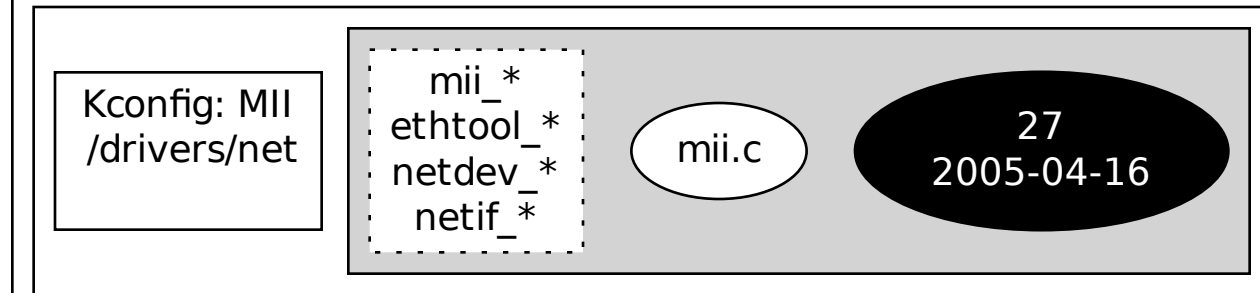 Kconfig: MII
/drivers/net
mii_*
ethtool_*
netdev_*
netif_*
mii.c
27
2005-04-16